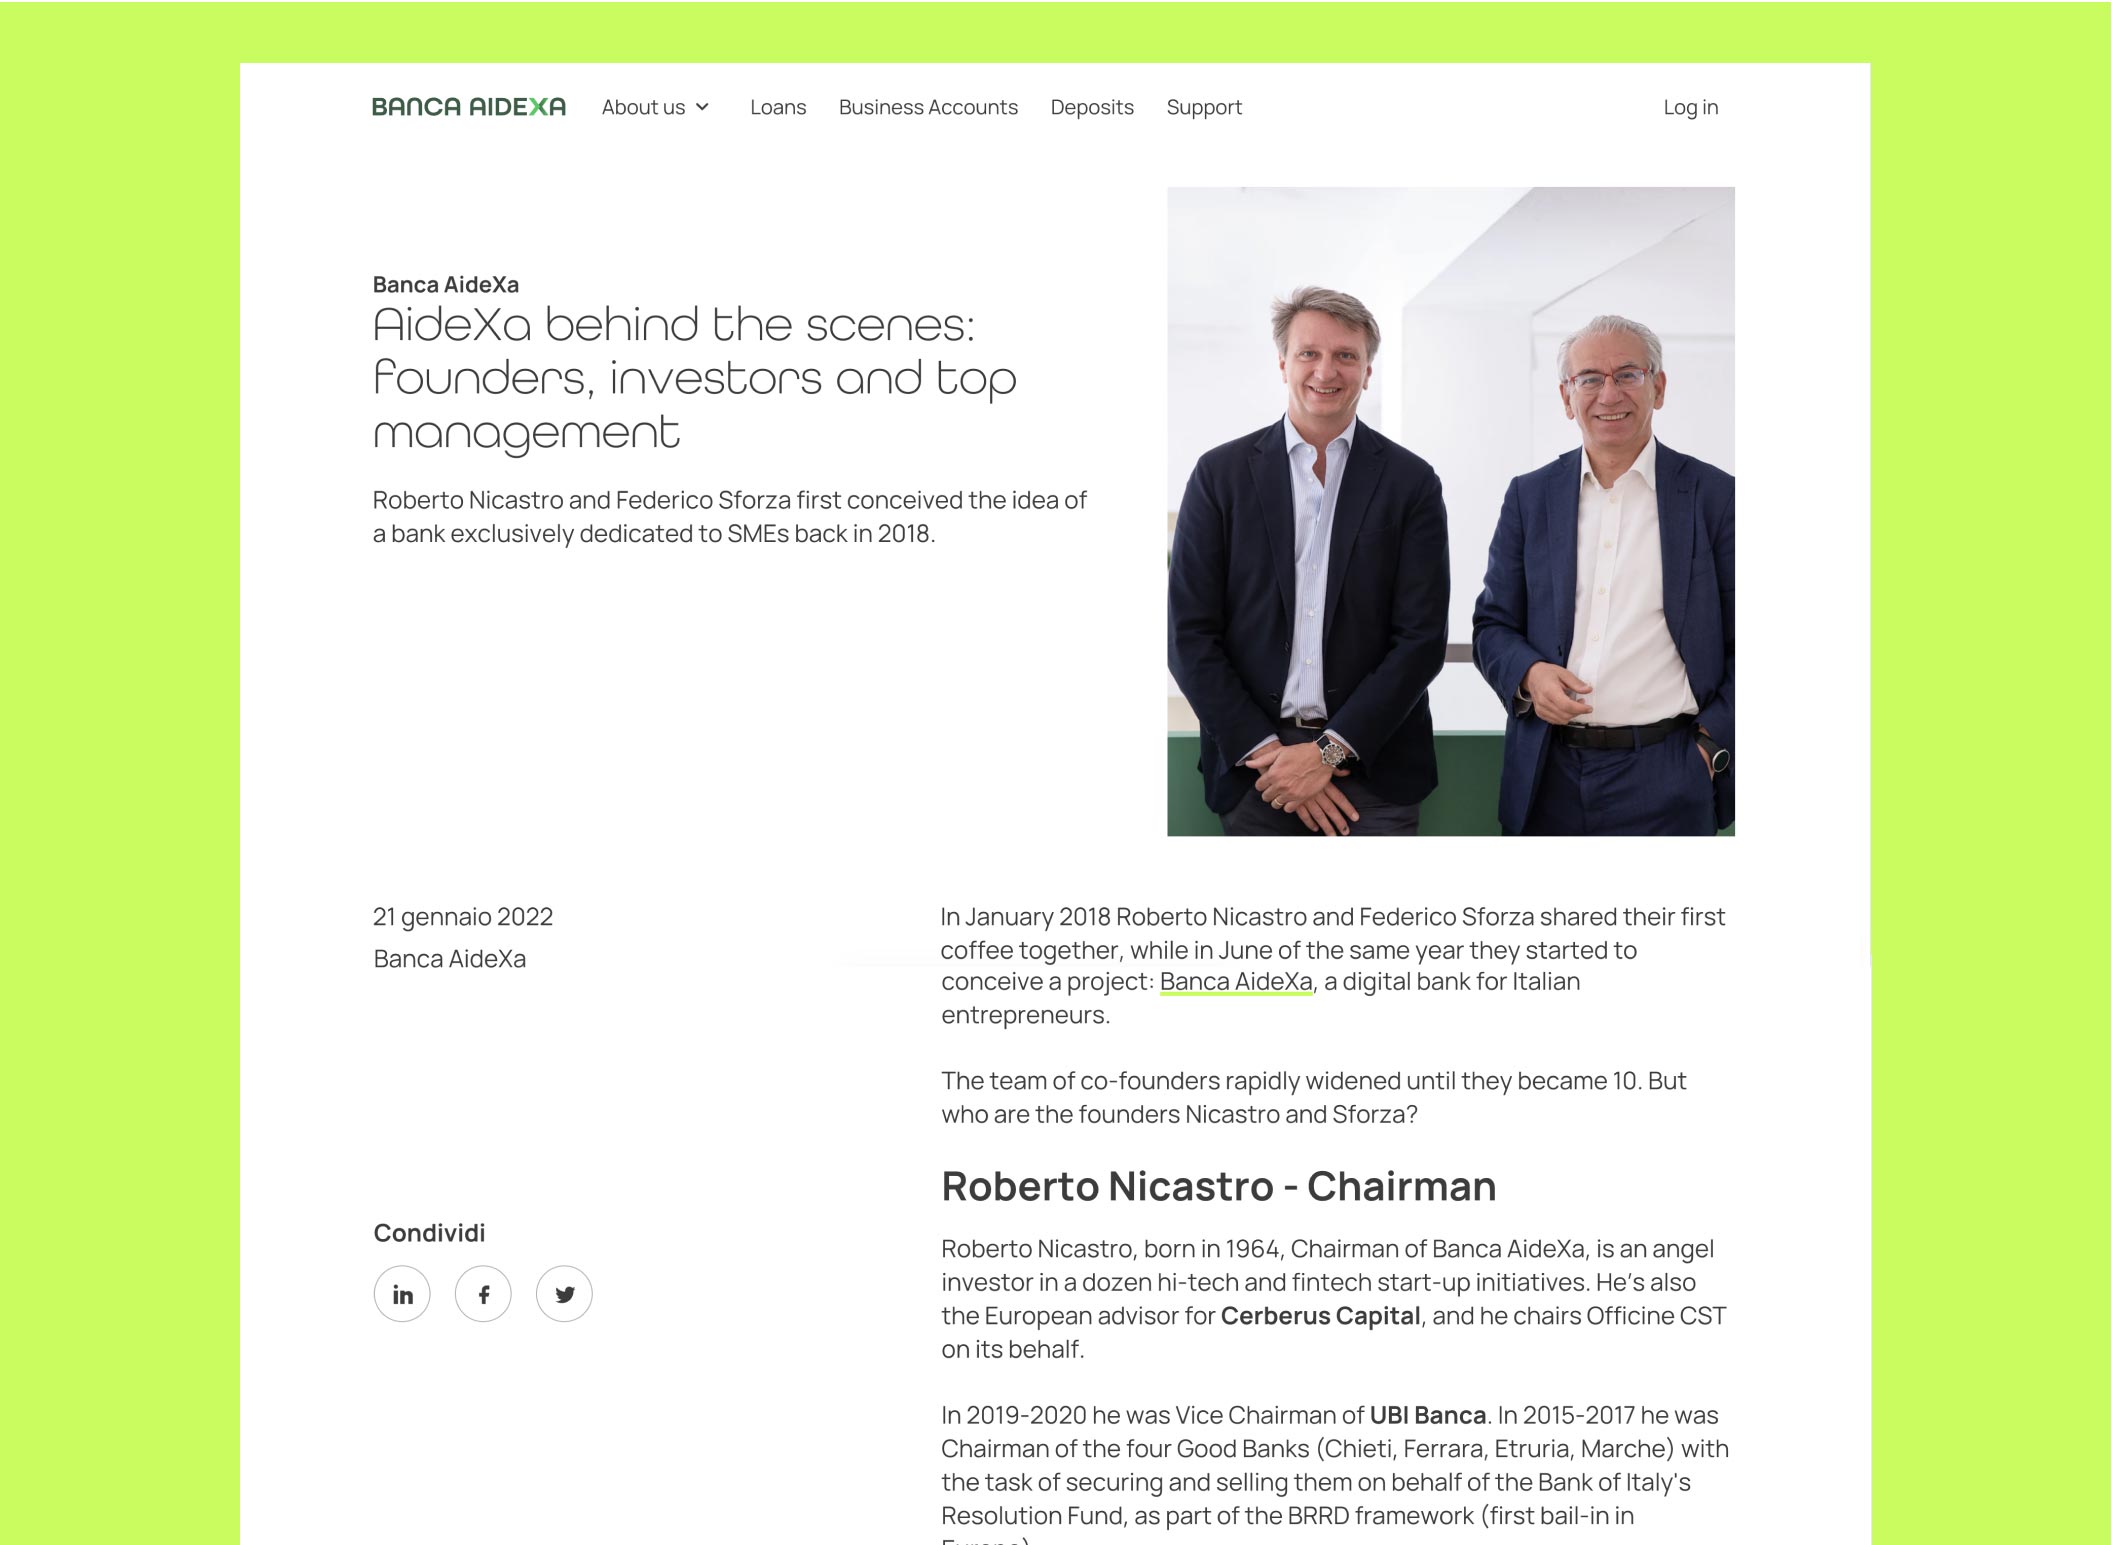 BANCA AIDEXA
About us
Loans
Business Accounts
Deposits
Support
Log in
Banca AideXa
AideXa behind the scenes:
founders, investors and top
management
Roberto Nicastro and Federico Sforza first conceived the idea of
a bank exclusively dedicated to SMEs back in 2018.
21 gennaio 2022
Banca AideXa
Condividi
In January 2018 Roberto Nicastro and Federico Sforza shared their first
coffee together, while in June of the same year they started to
conceive a project: Banca AideXa, a digital bank for Italian
entrepreneurs.
The team of co-founders rapidly widened until they became 10. But
who are the founders Nicastro and Sforza?
Roberto Nicastro - Chairman
Roberto Nicastro, born in 1964, Chairman of Banca AideXa, is an angel
investor in a dozen hi-tech and fintech start-up initiatives. He’s also
the European advisor for Cerberus Capital, and he chairs Officine CST
on its behalf.
In 2019-2020 he was Vice Chairman of UBI Banca. In 2015-2017 he was
Chairman of the four Good Banks (Chieti, Ferrara, Etruria, Marche) with
the task of securing and selling them on behalf of the Bank of Italy's
Resolution Fund, as part of the BRRD framework (first bail-in in